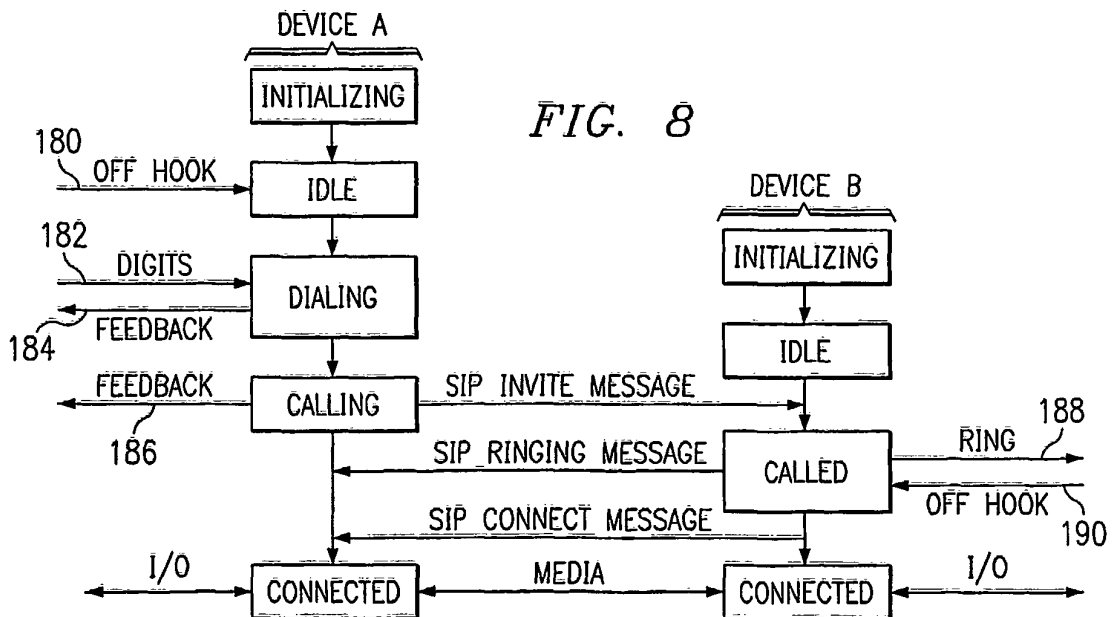 DEVICE A
INITIALIZING
FIG. 8
180
OFF HOOK
IDLE
DEVICE B
182
DIGITS
DIALING
INITIALIZING
184
FEEDBACK
IDLE
FEEDBACK
CALLING
SIP INVITE MESSAGE
186
SIP RINGING MESSAGE
CALLED
RING
188
OFF HOOK
190
SIP CONNECT MESSAGE
I/O
CONNECTED
MEDIA
CONNECTED
I/O